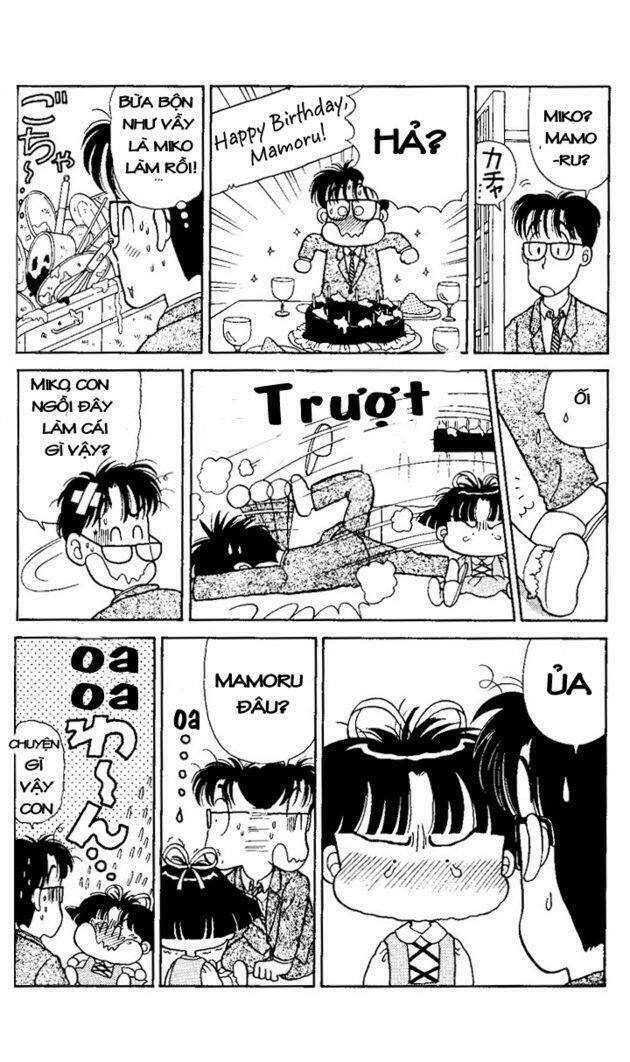 MIKO?
MAMO
-RU?
カチャ…
HẢ?
Happy Birthday,
Mamoru!
BỪA BỘN
NHƯ VẦY
LÀ MIKO
LÀM RỒI!
ごちゃ〜
ỐI
Trượt
MIKO, CON
NGỒI ĐÂY
LÀM CÁI
GÌ VẬY?
ỦA
MAMORU
ĐÂU?
oa
oa
oa
わ〜ん…
CHUYỆN
GÌ
VẬY
CON